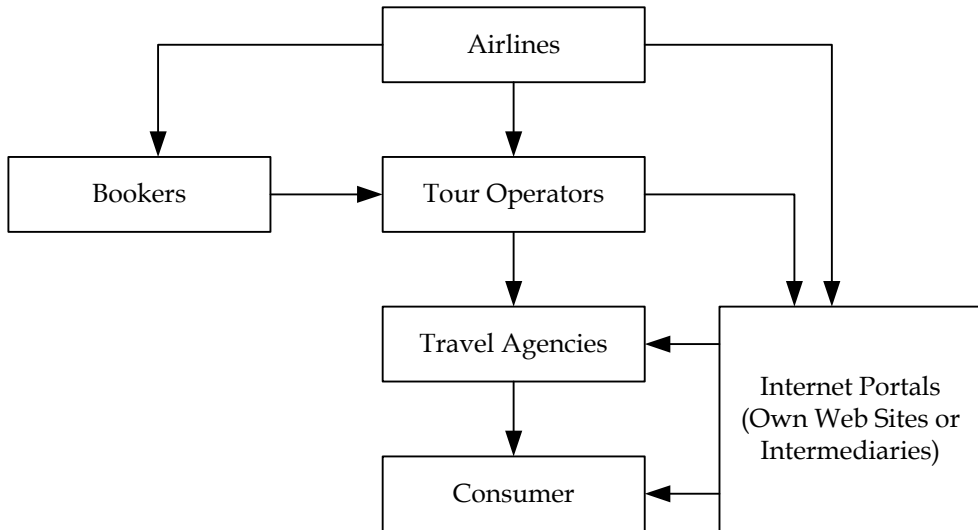 Airlines
Bookers
Tour Operators
Travel Agencies
Internet Portals
(Own Web Sites or
Intermediaries)
Consumer